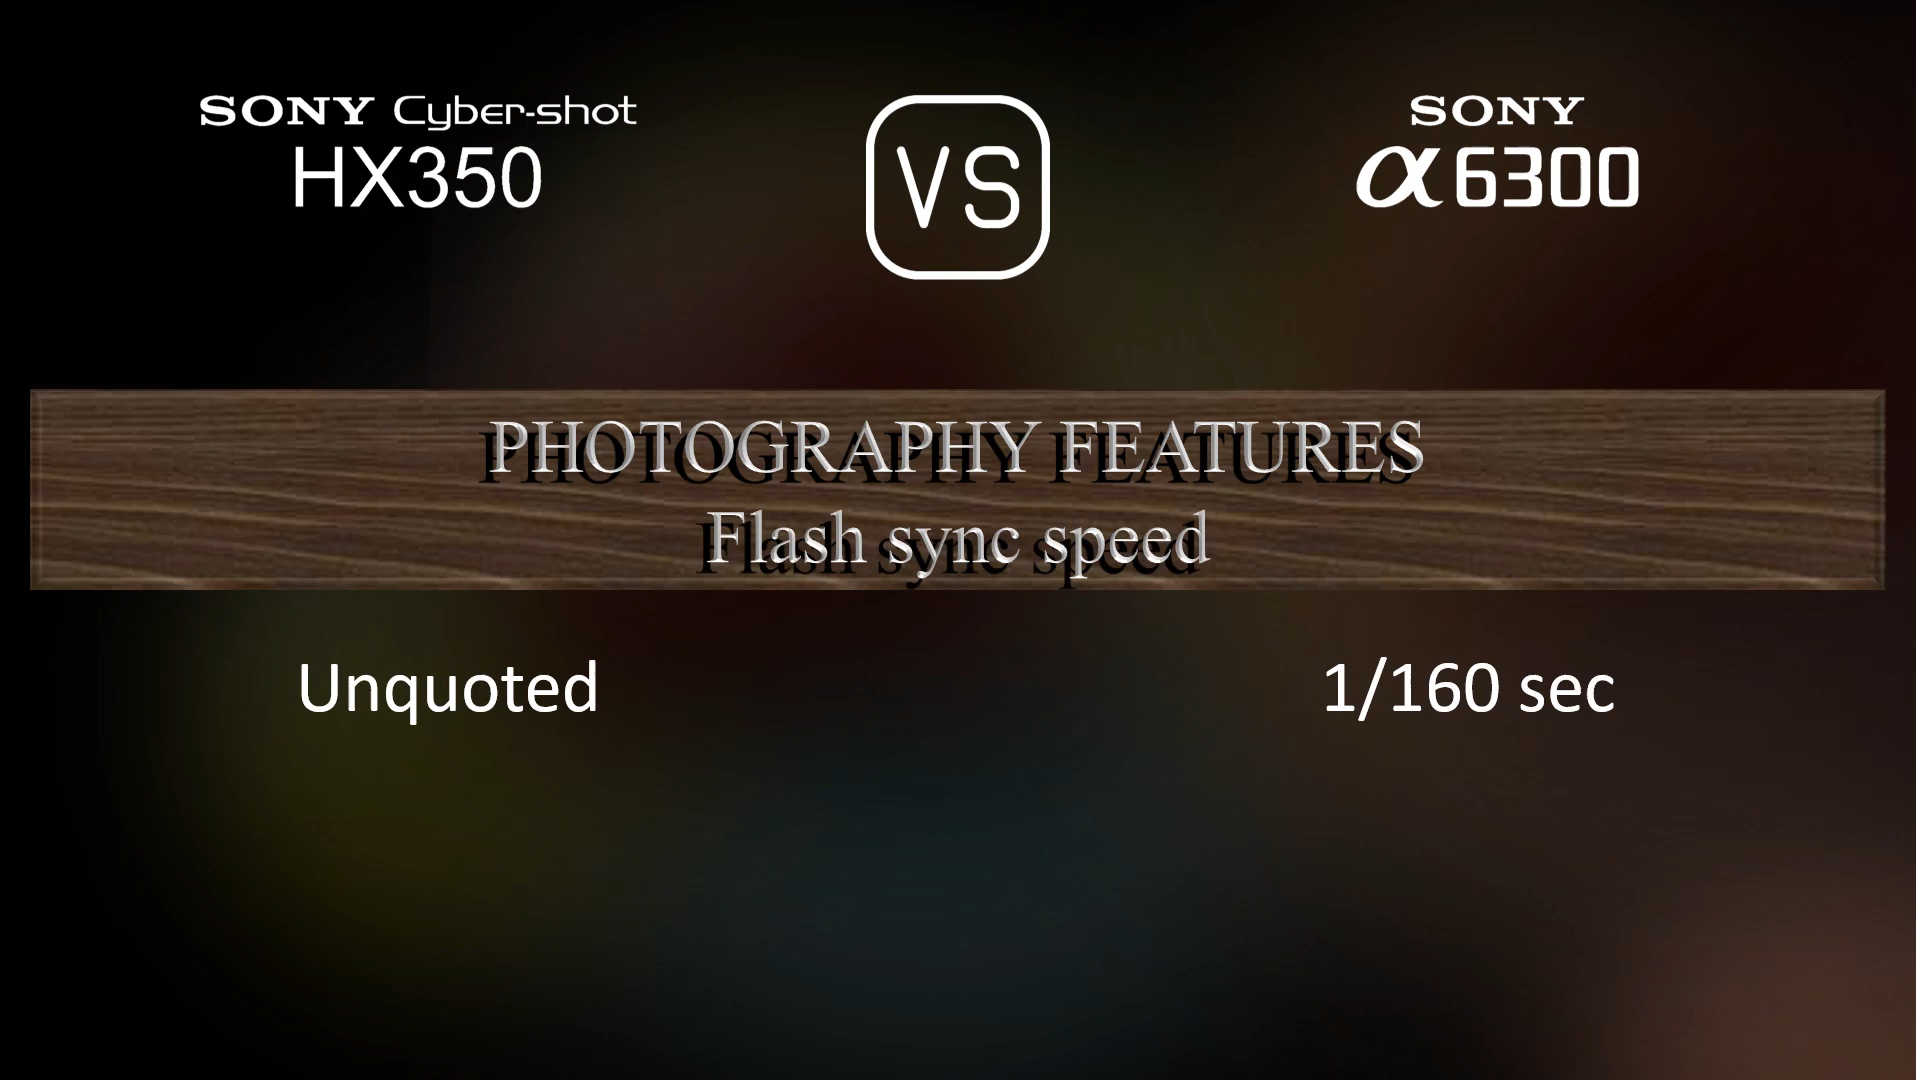 SONY Cyber-shot
HX350
VS
SONY
α6300
PHOTOGRAPHY FEATURES
Flash sync speed
Unquoted
1/160 sec